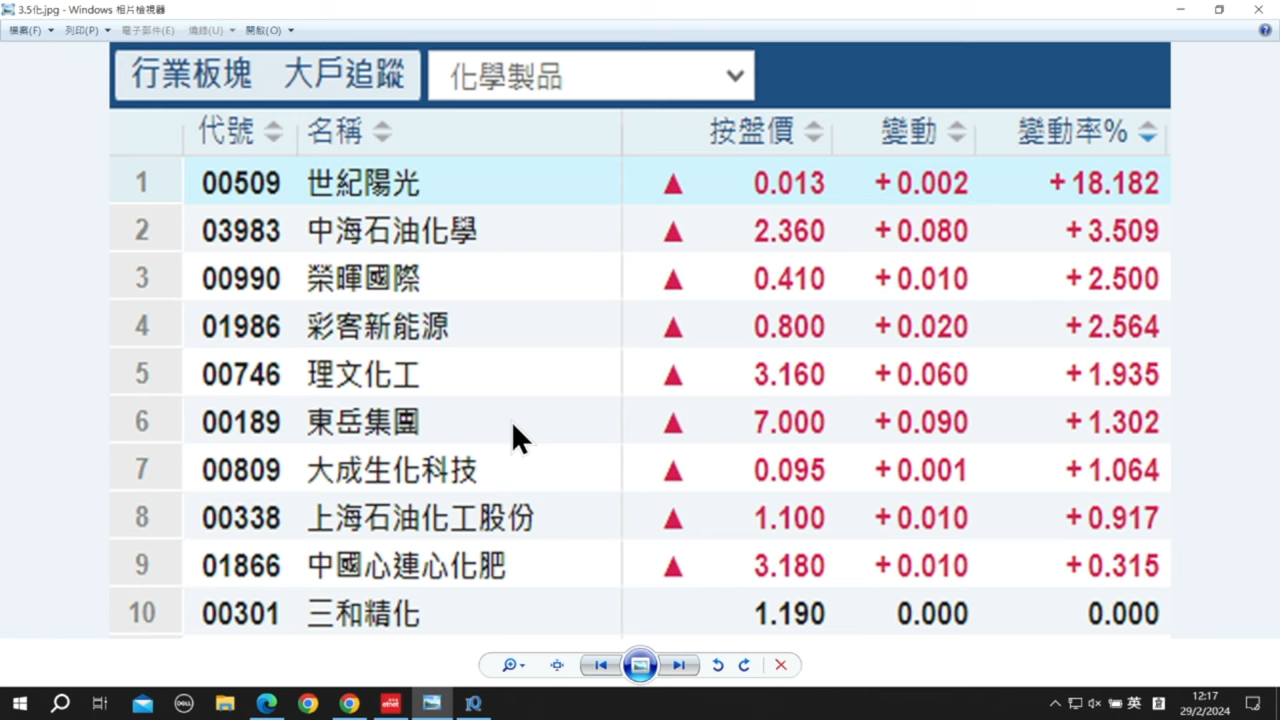 3.5化.jpg - Windows 相片檢視器
檔案(F) 列印(P) 電子郵件(E) 燒錄(U) 開啟(O)
行業板塊 大戶追蹤 化學製品
代號 名稱 按盤價 變動 變動率%
1 00509 世紀陽光 ▲ 0.013 +0.002 +18.182
2 03983 中海石油化學 ▲ 2.360 +0.080 +3.509
3 00990 榮暉國際 ▲ 0.410 +0.010 +2.500
4 01986 彩客新能源 ▲ 0.800 +0.020 +2.564
5 00746 理文化工 ▲ 3.160 +0.060 +1.935
6 00189 東岳集團 ▲ 7.000 +0.090 +1.302
7 00809 大成生化科技 ▲ 0.095 +0.001 +1.064
8 00338 上海石油化工股份 ▲ 1.100 +0.010 +0.917
9 01866 中國心連心化肥 ▲ 3.180 +0.010 +0.315
10 00301 三和精化 1.190 0.000 0.000
DELL etnet 英 12:17
29/2/2024